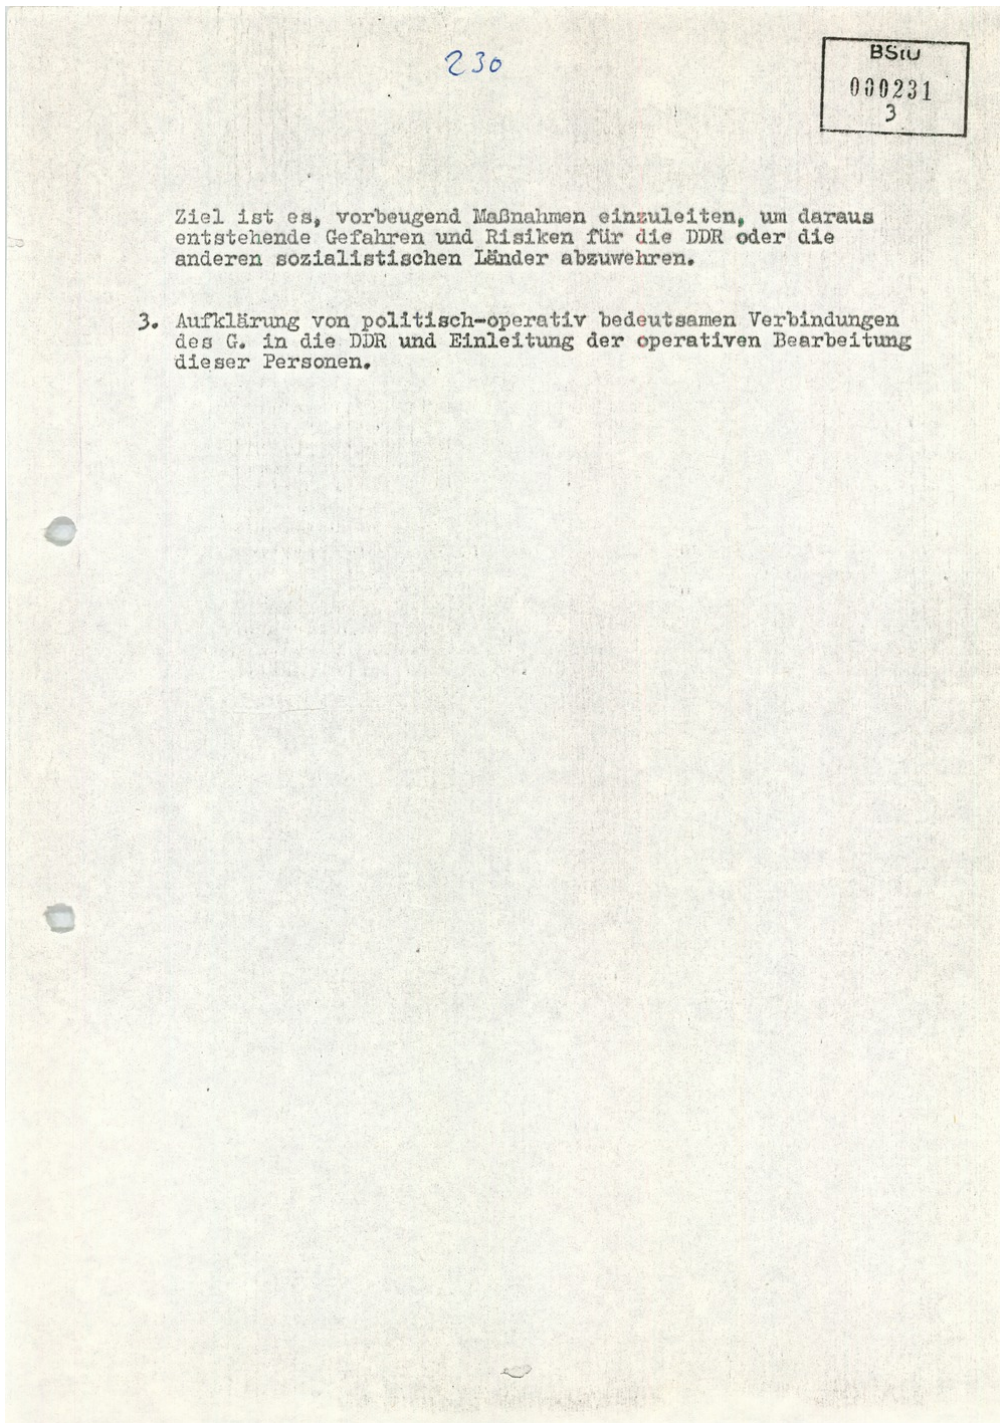 230
BStU
000231
3
Ziel ist es, vorbeugend Maßnahmen einzuleiten, um daraus
entstehende Gefahren und Risiken für die DDR oder die
anderen sozialistischen Länder abzuwehren.
3. Aufklärung von politisch-operativ bedeutsamen Verbindungen
des G. in die DDR und Einleitung der operativen Bearbeitung
dieser Personen.